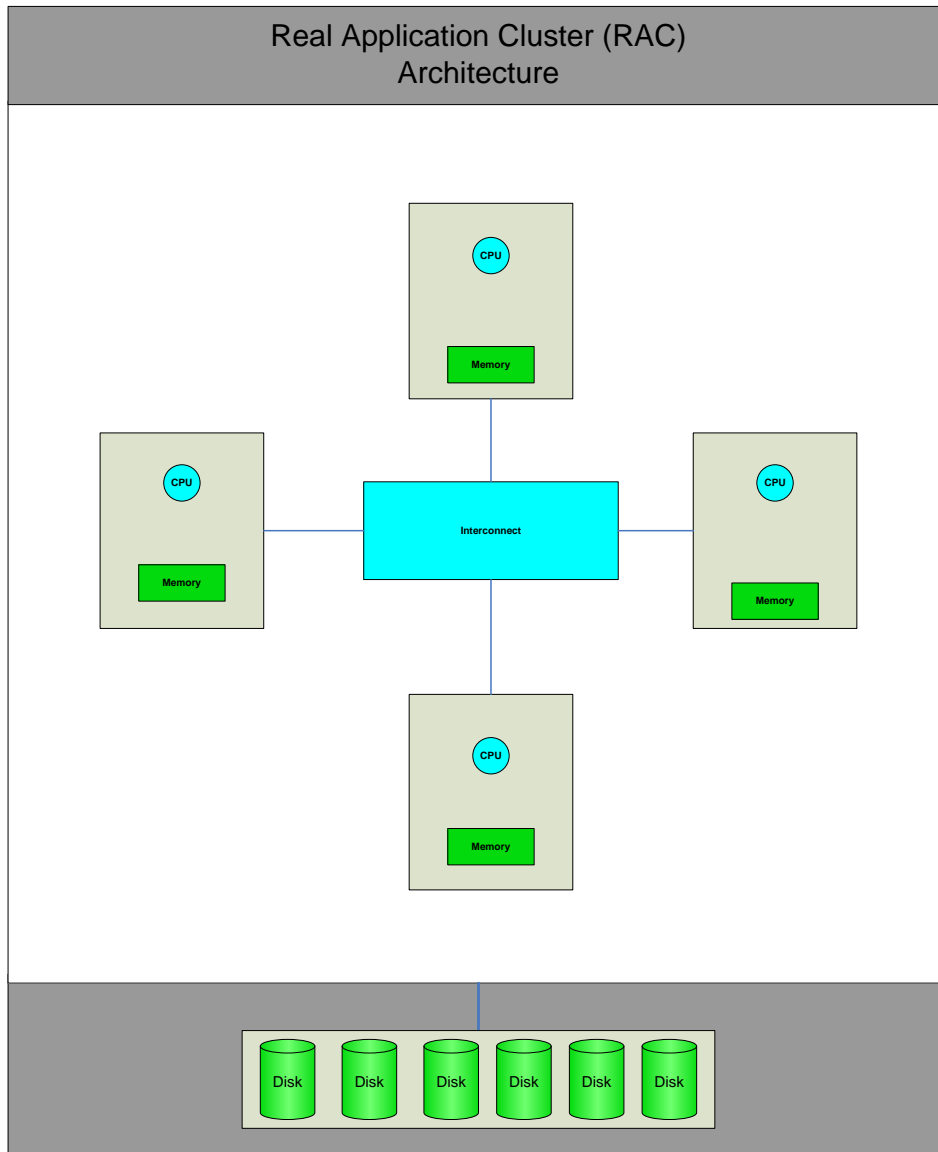 Real Application Cluster (RAC)
Architecture
CPU
Memory
CPU
Memory
Interconnect
CPU
Memory
CPU
Memory
Disk
Disk
Disk
Disk
Disk
Disk